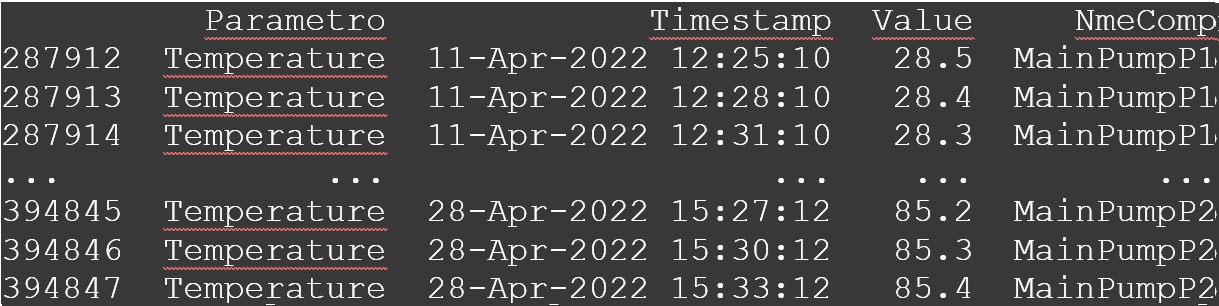 Parametro Timestamp Value NmeComp
287912 Temperature 11-Apr-2022 12:25:10 28.5 MainPumpP1
287913 Temperature 11-Apr-2022 12:28:10 28.4 MainPumpP1
287914 Temperature 11-Apr-2022 12:31:10 28.3 MainPumpP1
... ... ... ... ...
394845 Temperature 28-Apr-2022 15:27:12 85.2 MainPumpP2
394846 Temperature 28-Apr-2022 15:30:12 85.3 MainPumpP2
394847 Temperature 28-Apr-2022 15:33:12 85.4 MainPumpP2